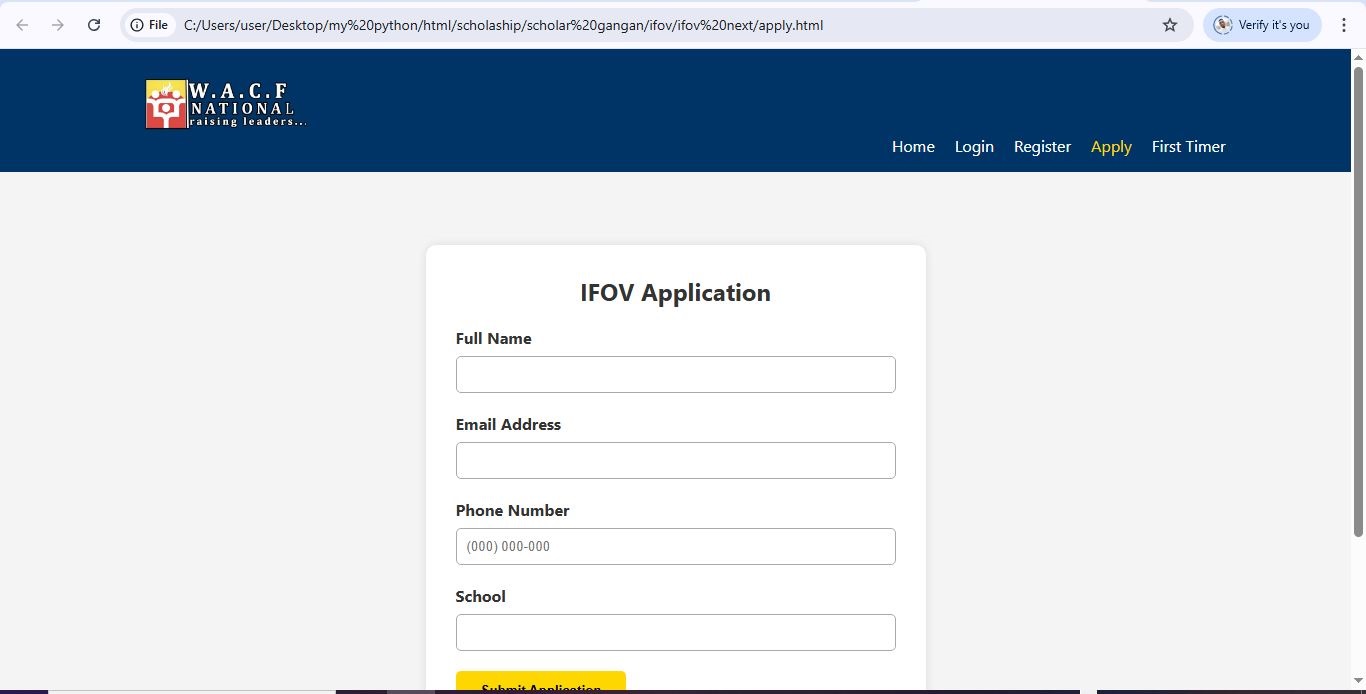 File C:/Users/user/Desktop/my%20python/html/scholaship/scholar%20gangan/ifov/ifov%20next/apply.html Verify it's you
W.A.C.F
NATIONAL
raising leaders...
Home Login Register Apply First Timer
IFOV Application
Full Name
Email Address
Phone Number
(000) 000-000
School
Submit Application